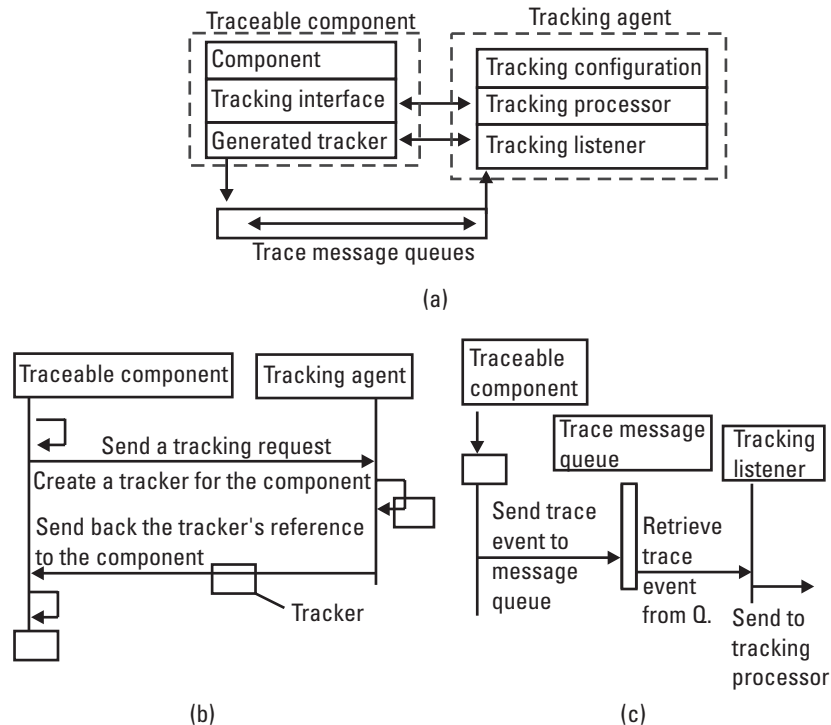 Traceable component
Tracking agent
Component
Tracking interface
Generated tracker
Tracking configuration
Tracking processor
Tracking listener
Trace message queues
(a)
Traceable component
Tracking agent
Send a tracking request
Create a tracker for the component
Send back the tracker's reference
to the component
Tracker
(b)
Traceable
component
Trace message
queue
Tracking
listener
Send trace
event to
message
queue
Retrieve
trace
event
from Q.
Send to
tracking
processor
(c)